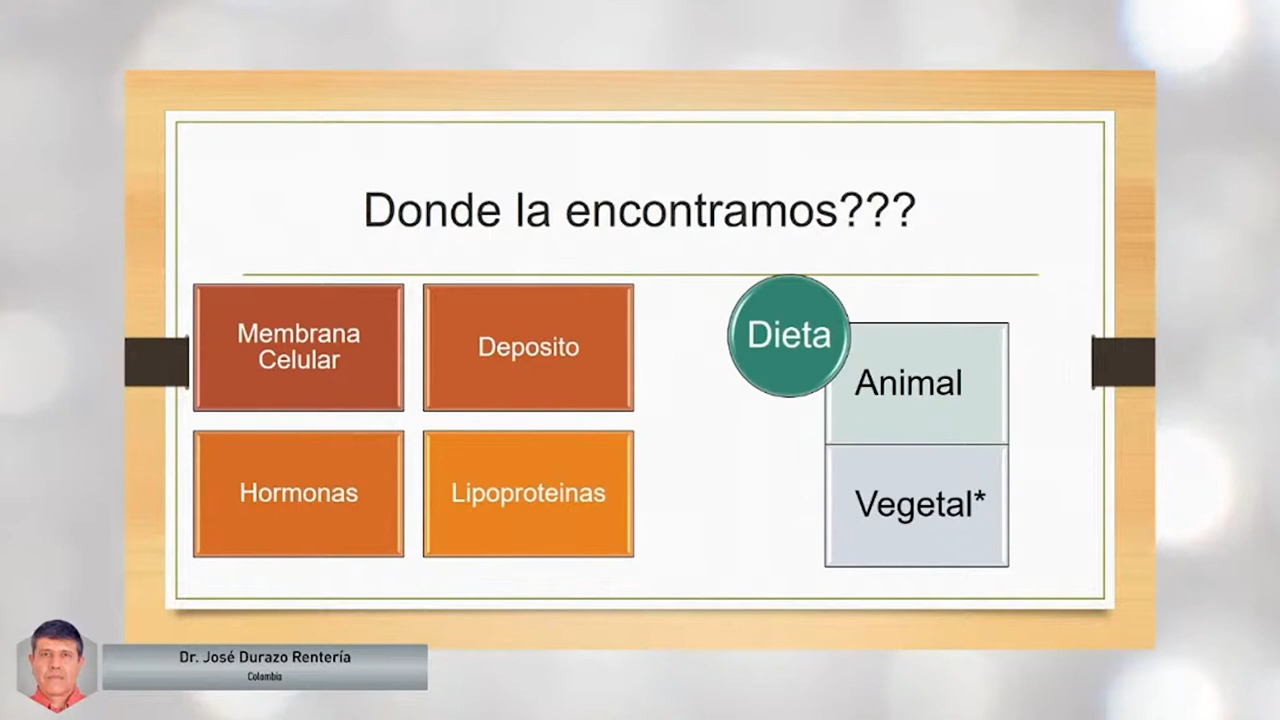 Donde la encontramos???
Membrana
Celular
Deposito
Hormonas
Lipoproteinas
Dieta
Animal
Vegetal*
Dr. José Durazo Rentería
Colombia